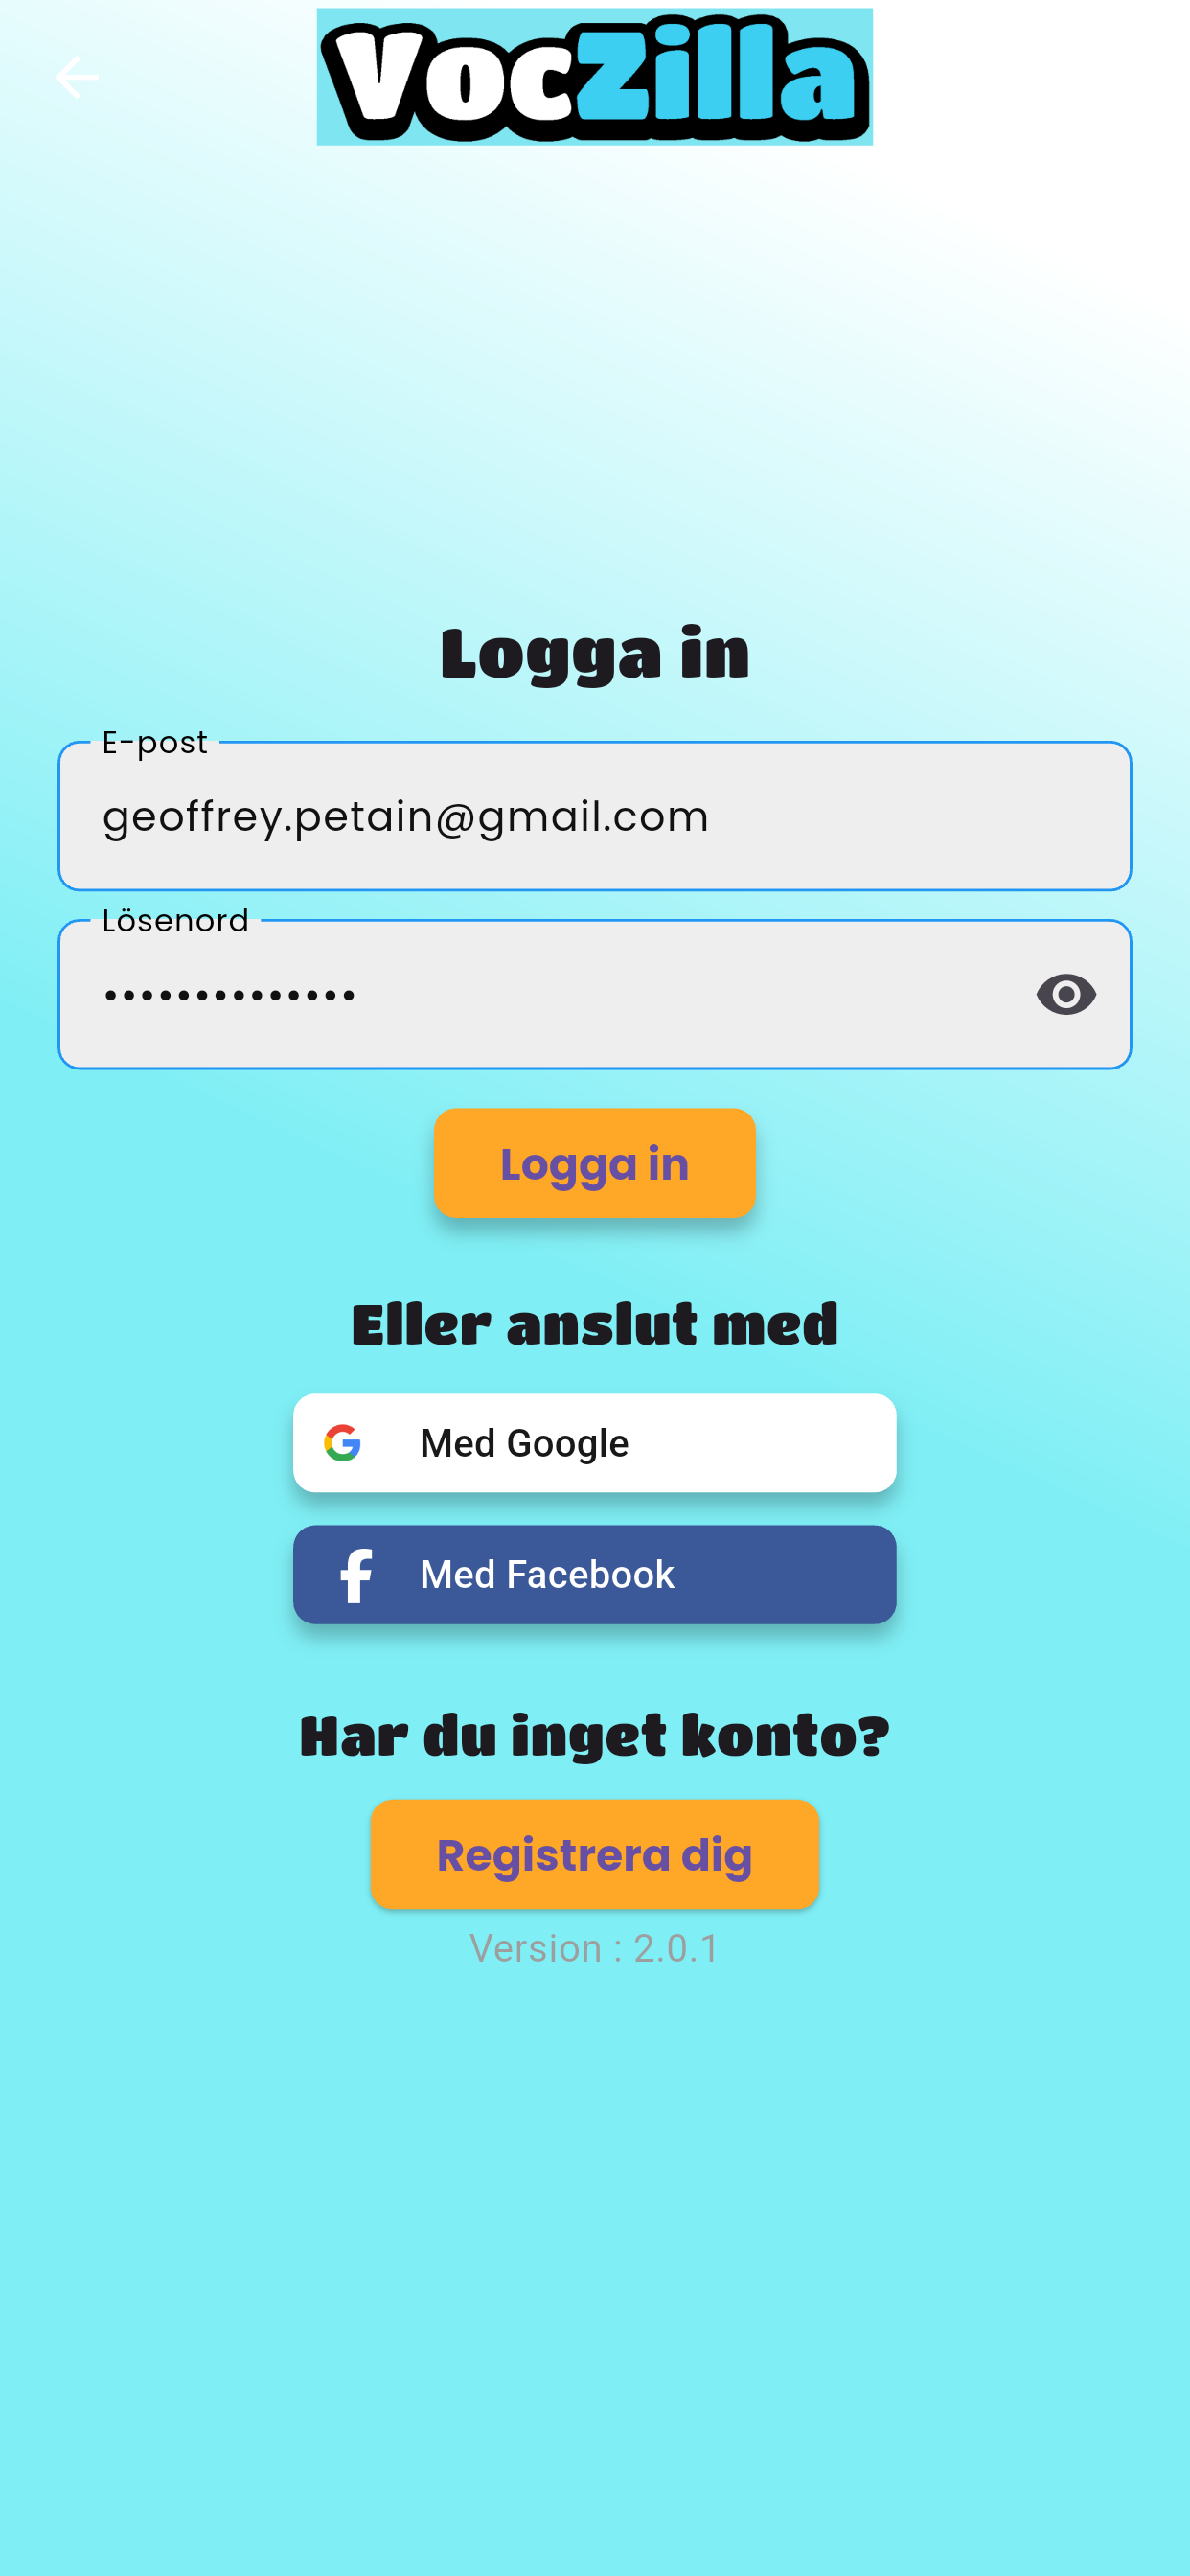 VocZilla
Logga in
E-post
geoffrey.petain@gmail.com
Lösenord
••••••••••••••
Logga in
Eller anslut med
Med Google
Med Facebook
Har du inget konto?
Registrera dig
Version : 2.0.1